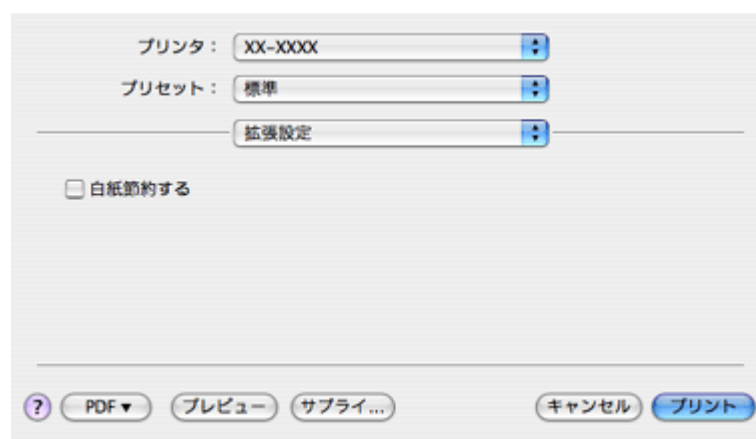 プリンタ： XX-XXXX
プリセット： 標準
拡張設定
白紙節約する
? PDF▼ プレビュー サプライ... キャンセル プリント